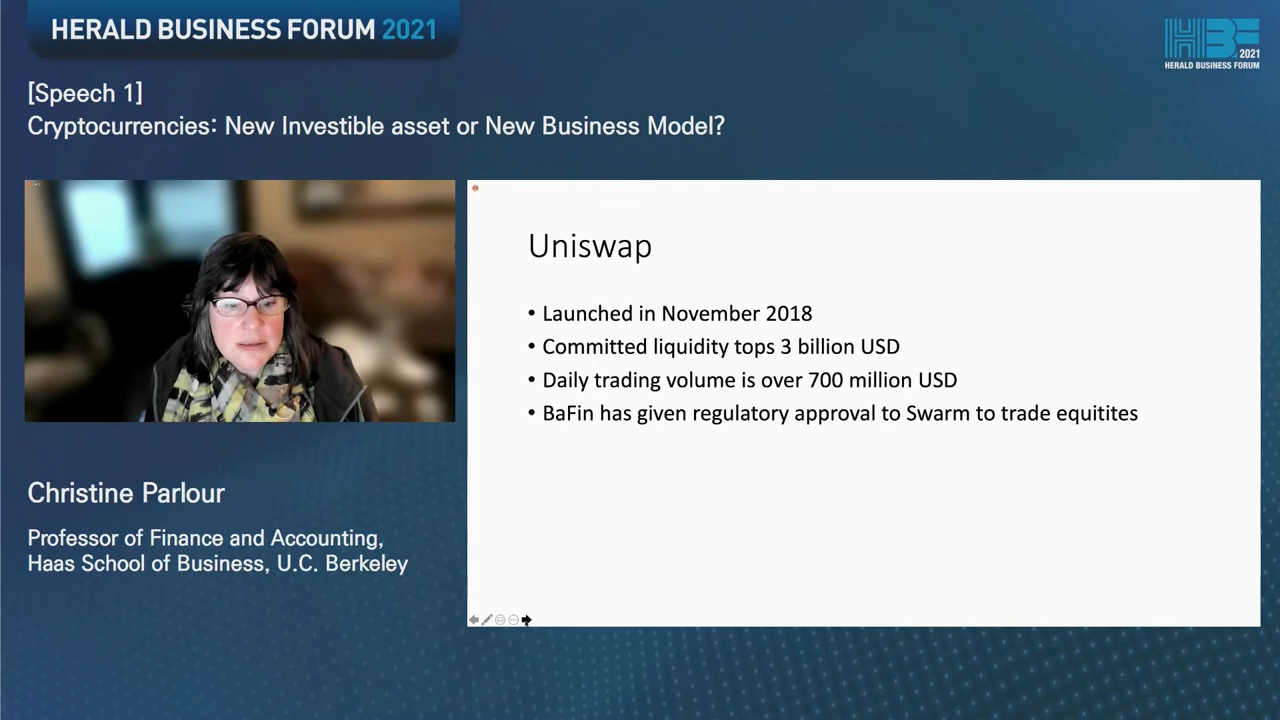 HERALD BUSINESS FORUM 2021
HBF 2021
HERALD BUSINESS FORUM
[Speech 1]
Cryptocurrencies: New Investible asset or New Business Model?
Uniswap
• Launched in November 2018
• Committed liquidity tops 3 billion USD
• Daily trading volume is over 700 million USD
• BaFin has given regulatory approval to Swarm to trade equitites
Christine Parlour
Professor of Finance and Accounting,
Haas School of Business, U.C. Berkeley